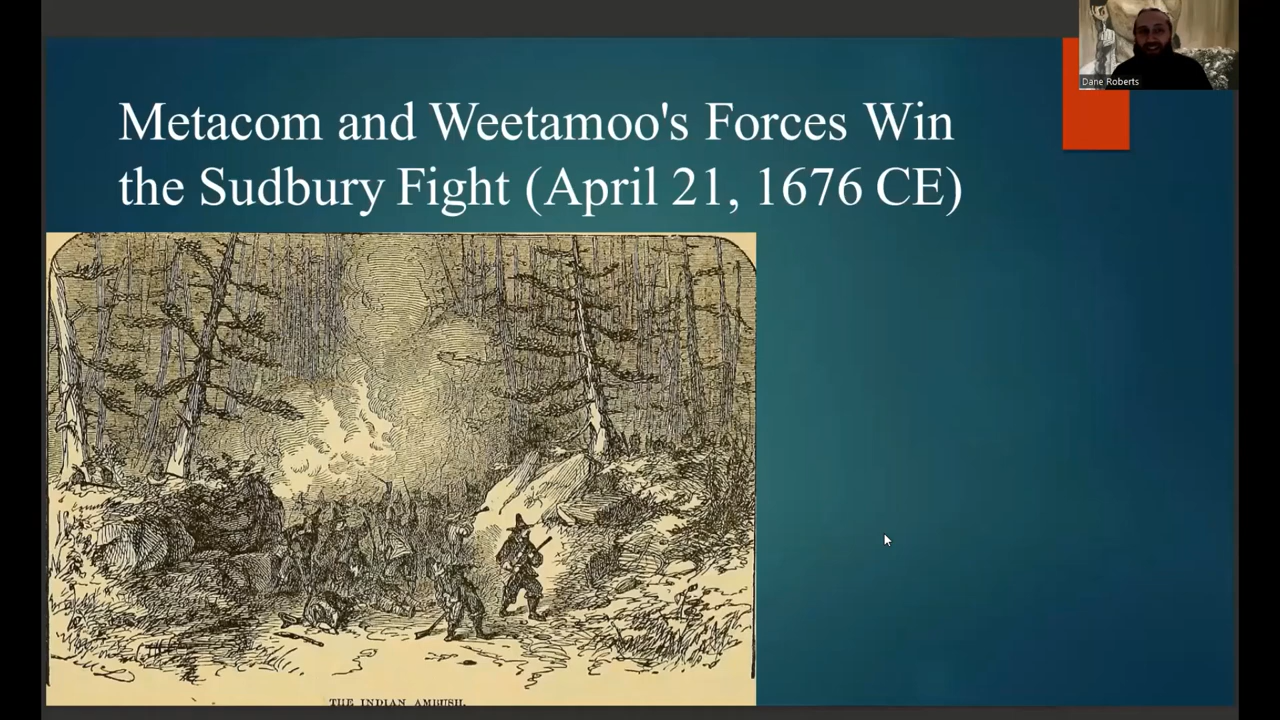 Metacom and Weetamoo's Forces Win
the Sudbury Fight (April 21, 1676 CE)
Dane Roberts
THE INDIAN AMBUSH.